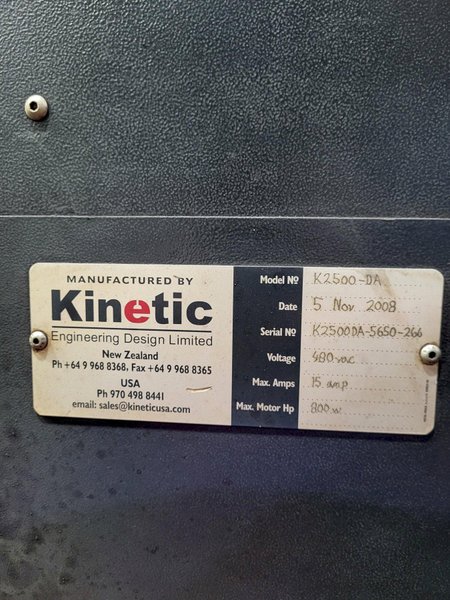 MANUFACTURED BY
Kinetic
Engineering Design Limited
New Zealand
Ph +64 9 968 8368, Fax +64 9 968 8365
USA
Ph 970 498 8441
email: sales@kineticusa.com
Model Nº K2500-DA
Date 5 Nov 2008
Serial Nº K2500DA-5650-266
Voltage 480 vac
Max. Amps 15 amp
Max. Motor Hp 800 w